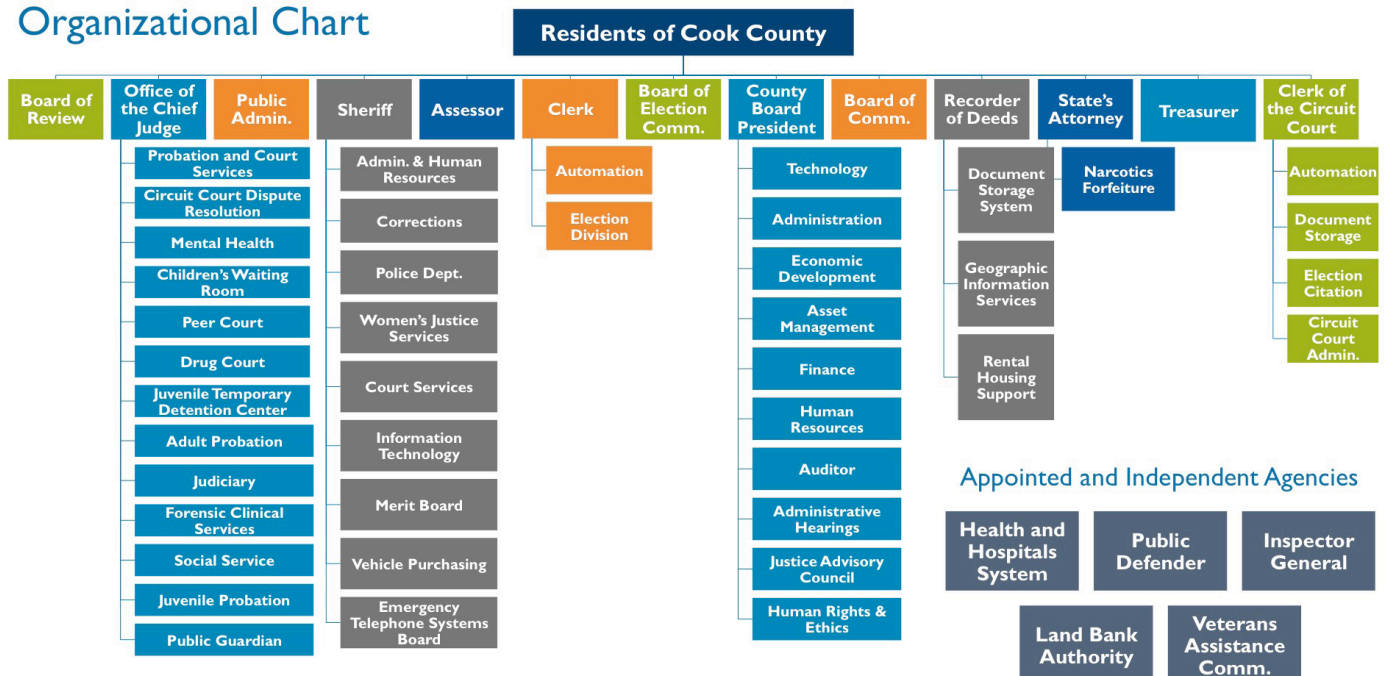 Organizational Chart
Residents of Cook County
Board of
Review
Office of
the Chief
Judge
Public
Admin.
Sheriff
Assessor
Clerk
Board of
Election
Comm.
County
Board
President
Board of
Comm.
Recorder
of Deeds
State's
Attorney
Treasurer
Clerk of
the Circuit
Court
Probation and Court
Services
Circuit Court Dispute
Resolution
Mental Health
Children's Waiting
Room
Peer Court
Drug Court
Juvenile Temporary
Detention Center
Adult Probation
Judiciary
Forensic Clinical
Services
Social Service
Juvenile Probation
Public Guardian
Admin. & Human
Resources
Corrections
Police Dept.
Women's Justice
Services
Court Services
Information
Technology
Merit Board
Vehicle Purchasing
Emergency
Telephone Systems
Board
Automation
Election
Division
Technology
Administration
Economic
Development
Asset
Management
Finance
Human
Resources
Auditor
Administrative
Hearings
Justice Advisory
Council
Human Rights &
Ethics
Document
Storage
System
Geographic
Information
Services
Rental
Housing
Support
Narcotics
Forfeiture
Automation
Document
Storage
Election
Citation
Circuit
Court
Admin.
Appointed and Independent Agencies
Health and
Hospitals
System
Public
Defender
Inspector
General
Land Bank
Authority
Veterans
Assistance
Comm.